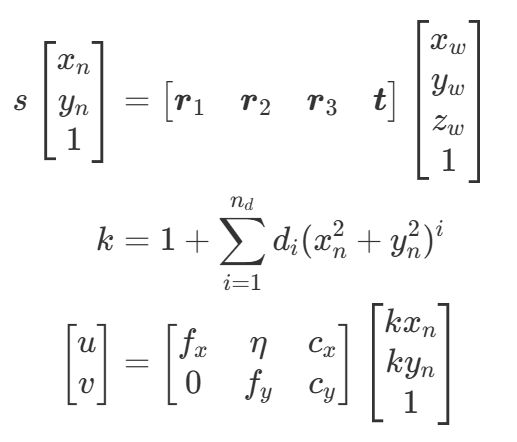 s [x_n y_n 1] = [r_1 r_2 r_3 t] [x_w y_w z_w 1]
k = 1 + \sum_{i=1}^{n_d} d_i(x_n^2 + y_n^2)^i
[u v] = [f_x η c_x 0 f_y c_y] [kx_n ky_n 1]